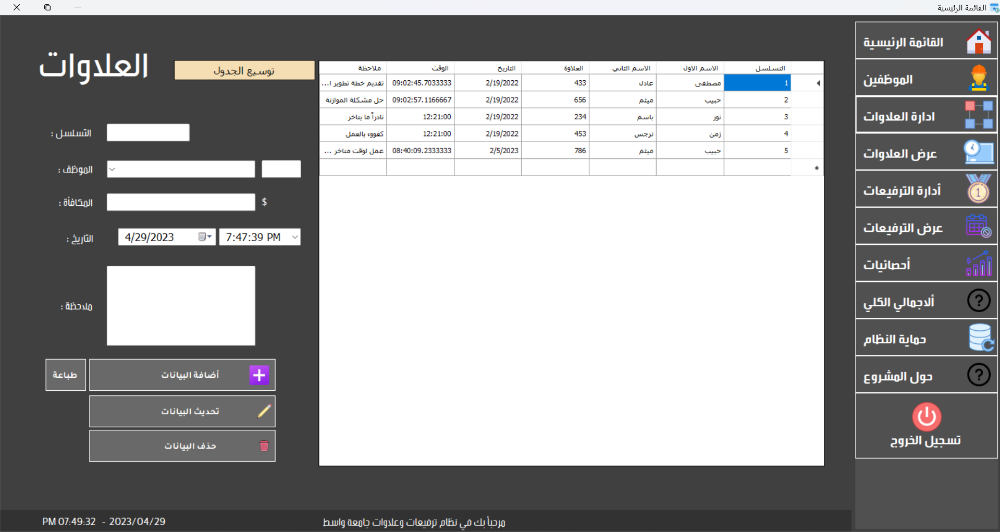 القائمة الرئيسية
القائمة الرئيسية
الموظفين
ادارة العلاوات
عرض العلاوات
أدارة الترفيعات
عرض الترفيعات
أحصائيات
ألاجمالي الكلي
حماية النظام
حول المشروع
تسجيل الخروج
العلاوات
توسيع الجدول
التسلسل الاسم الاول الاسم الثاني العلاوة التاريخ الوقت ملاحظة
1 مصطفى عادل 433 2/19/2022 09:02:45.7033333 تقديم خطة تطوير ا...
2 حبيب ميثم 656 2/19/2022 09:02:57.1166667 حل مشكلة الموازنة
3 نور باسم 234 2/19/2022 12:21:00 نادراً ما يتاخر
4 زمن نرجس 453 2/19/2022 12:21:00 كفووء بالعمل
5 حبيب ميثم 786 2/5/2023 08:40:09.2333333 عمل لوقت متاخر ...
التسلسل :
الموظف :
المكافأة :
$
التاريخ :
4/29/2023
7:47:39 PM
ملاحظة :
أضافة البيانات
طباعة
تحديث البيانات
حذف البيانات
مرحبأ بك في نظام ترفيعات وعلاوات جامعة واسط
PM 07:49:32 - 2023/04/29